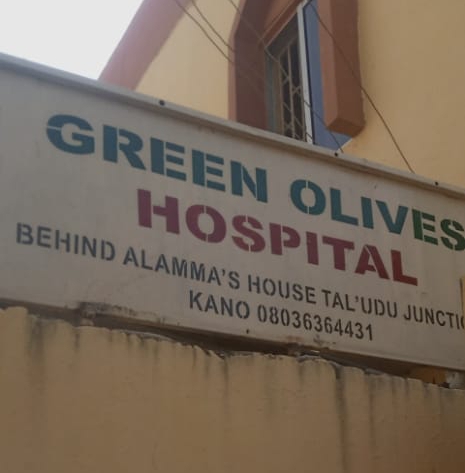 GREEN OLIVES
HOSPITAL
BEHIND ALAMMA'S HOUSE TAL'UDU JUNCTIO
KANO 08036364431